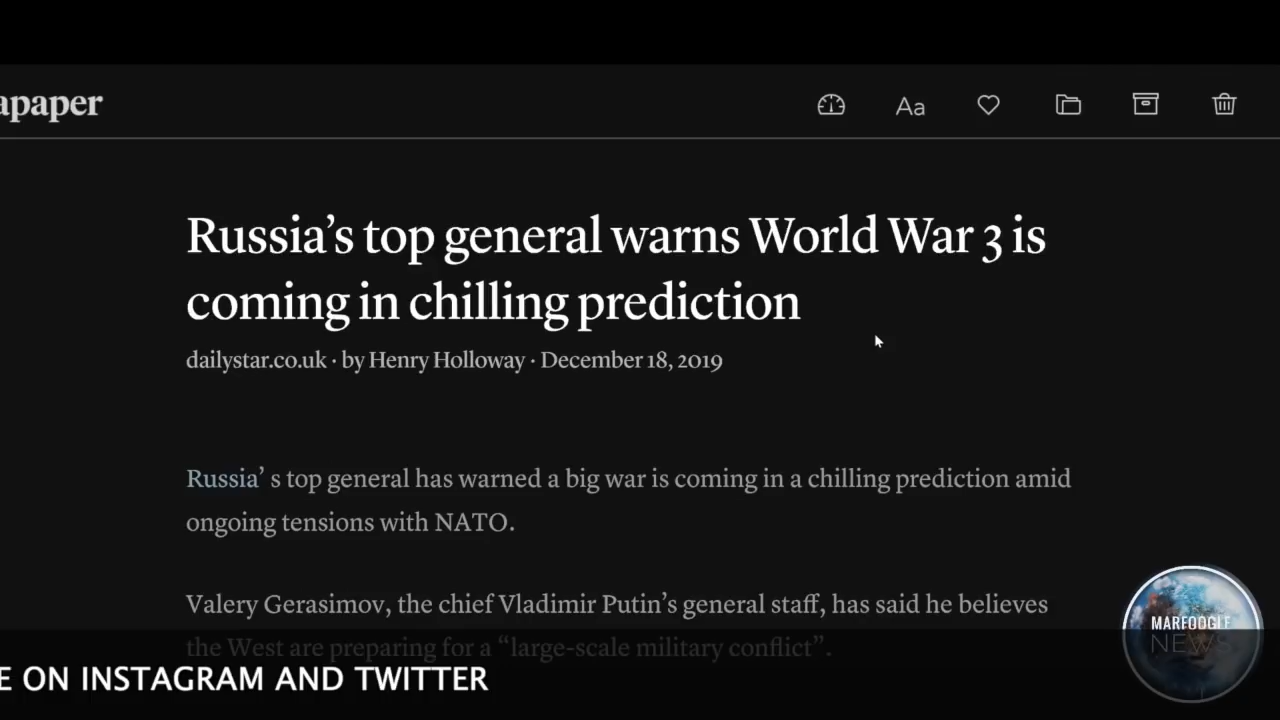 apaper
Aa
Russia’s top general warns World War 3 is
coming in chilling prediction
dailystar.co.uk · by Henry Holloway · December 18, 2019
Russia’ s top general has warned a big war is coming in a chilling prediction amid
ongoing tensions with NATO.
Valery Gerasimov, the chief Vladimir Putin’s general staff, has said he believes
the West are preparing for a “large-scale military conflict”.
MARFOOGLE
NEWS
E ON INSTAGRAM AND TWITTER